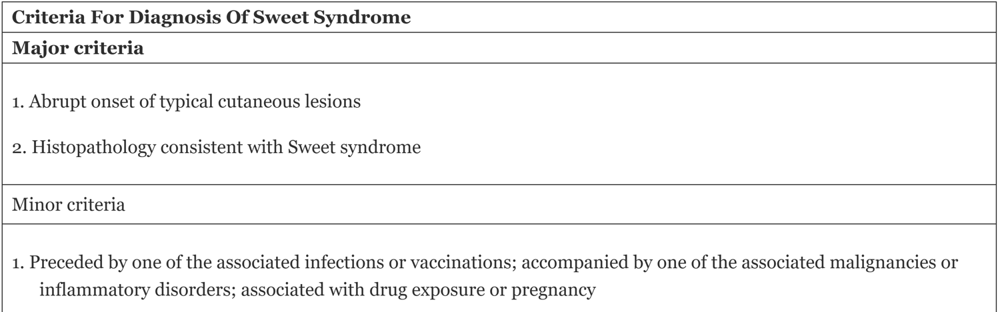 Criteria For Diagnosis Of Sweet Syndrome
Major criteria
1. Abrupt onset of typical cutaneous lesions
2. Histopathology consistent with Sweet syndrome
Minor criteria
1. Preceded by one of the associated infections or vaccinations; accompanied by one of the associated malignancies or
inflammatory disorders; associated with drug exposure or pregnancy